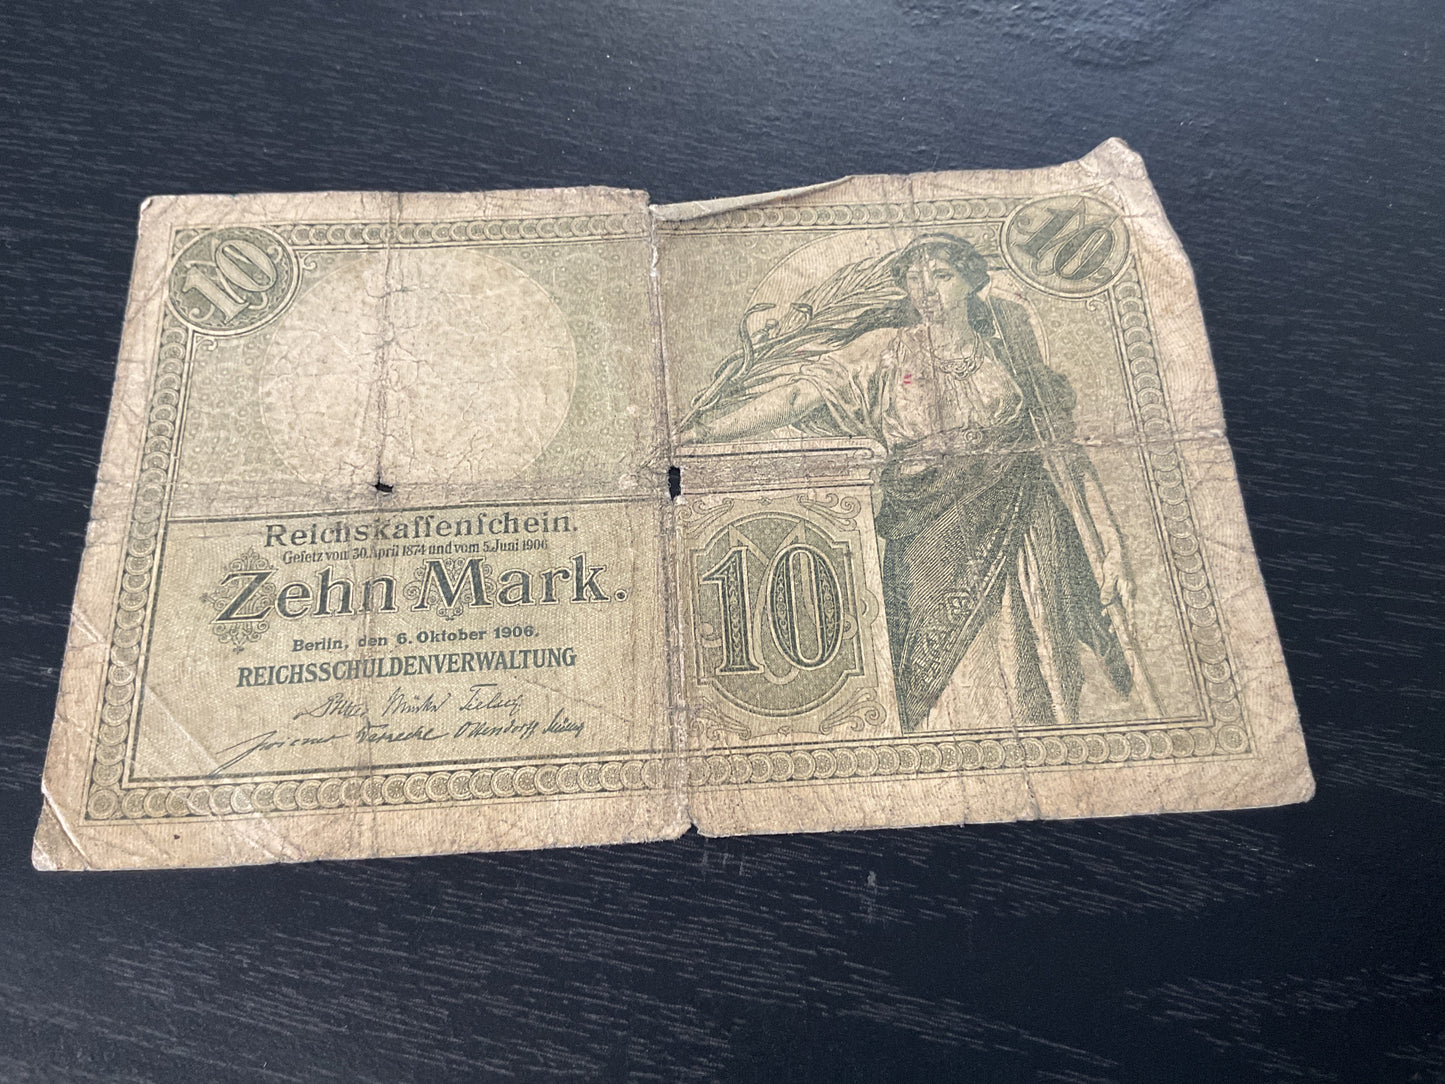 10
10
Reichskaſſenſchein.
Geſetz vom 30. April 1874 und vom 5. Juni 1906
Zehn Mark.
Berlin, den 6. Oktober 1906.
REICHSSCHULDENVERWALTUNG
10